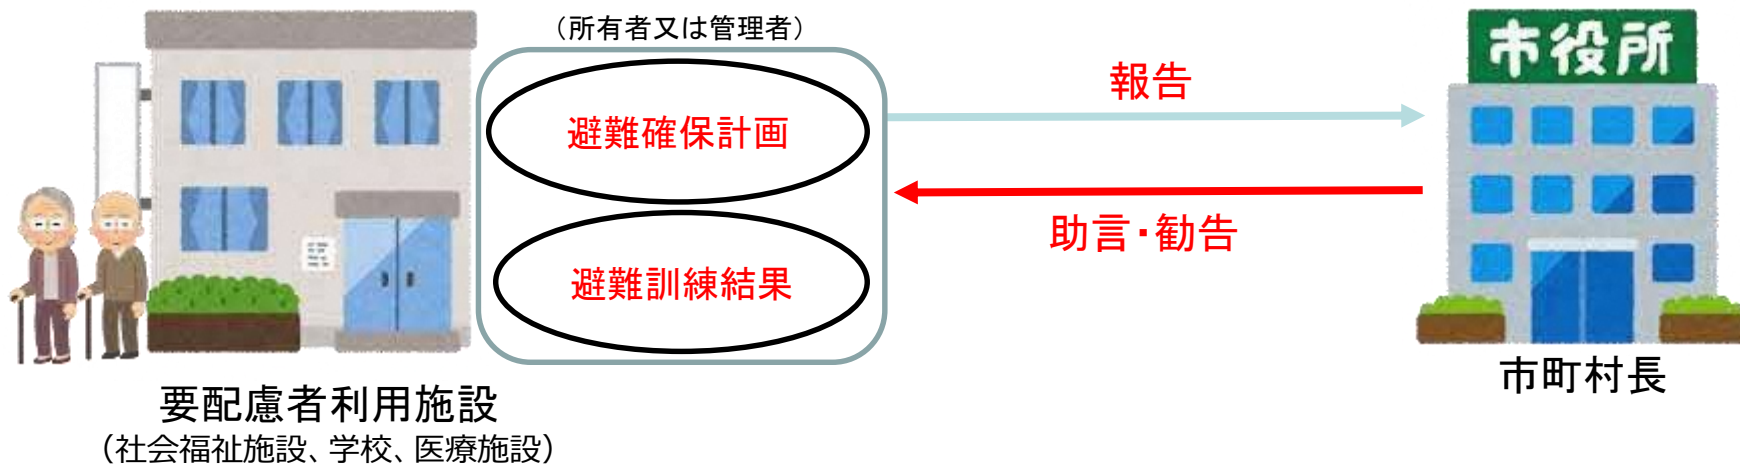 （所有者又は管理者）
避難確保計画
避難訓練結果
報告
助言・勧告
市役所
市町村長
要配慮者利用施設
（社会福祉施設、学校、医療施設）